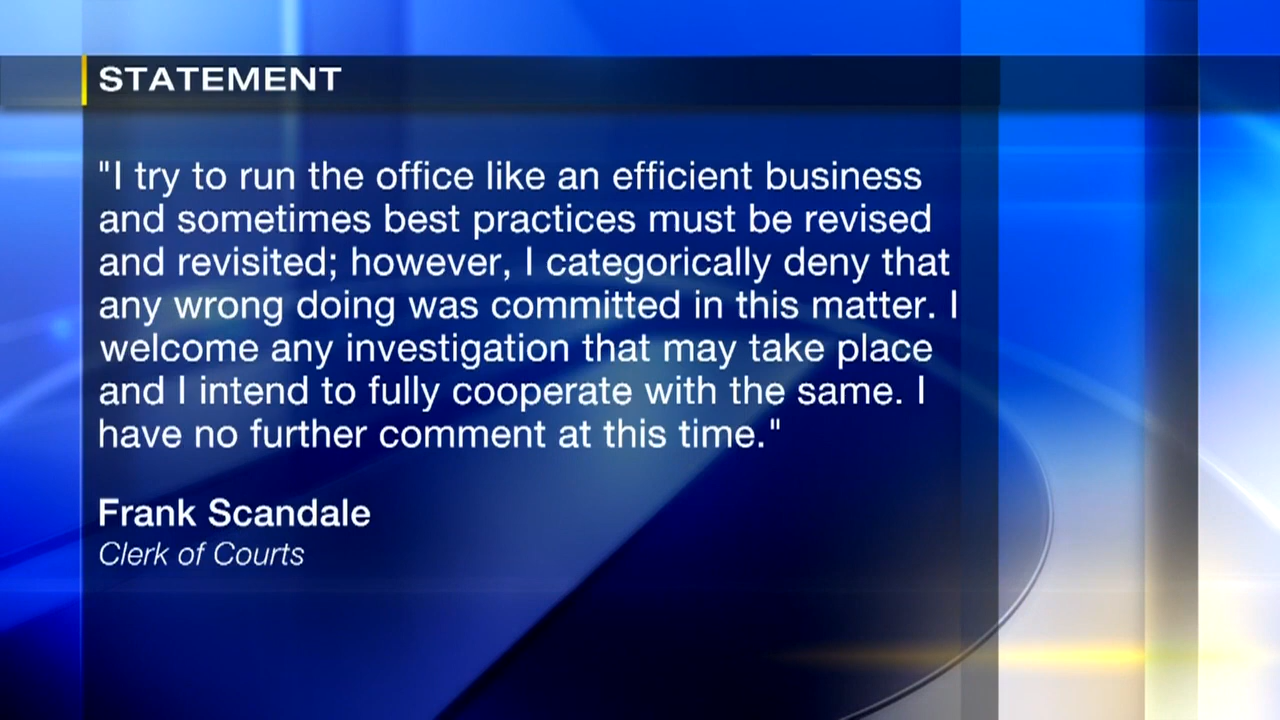 STATEMENT
"I try to run the office like an efficient business
and sometimes best practices must be revised
and revisited; however, I categorically deny that
any wrong doing was committed in this matter. I
welcome any investigation that may take place
and I intend to fully cooperate with the same. I
have no further comment at this time."
Frank Scandale
Clerk of Courts